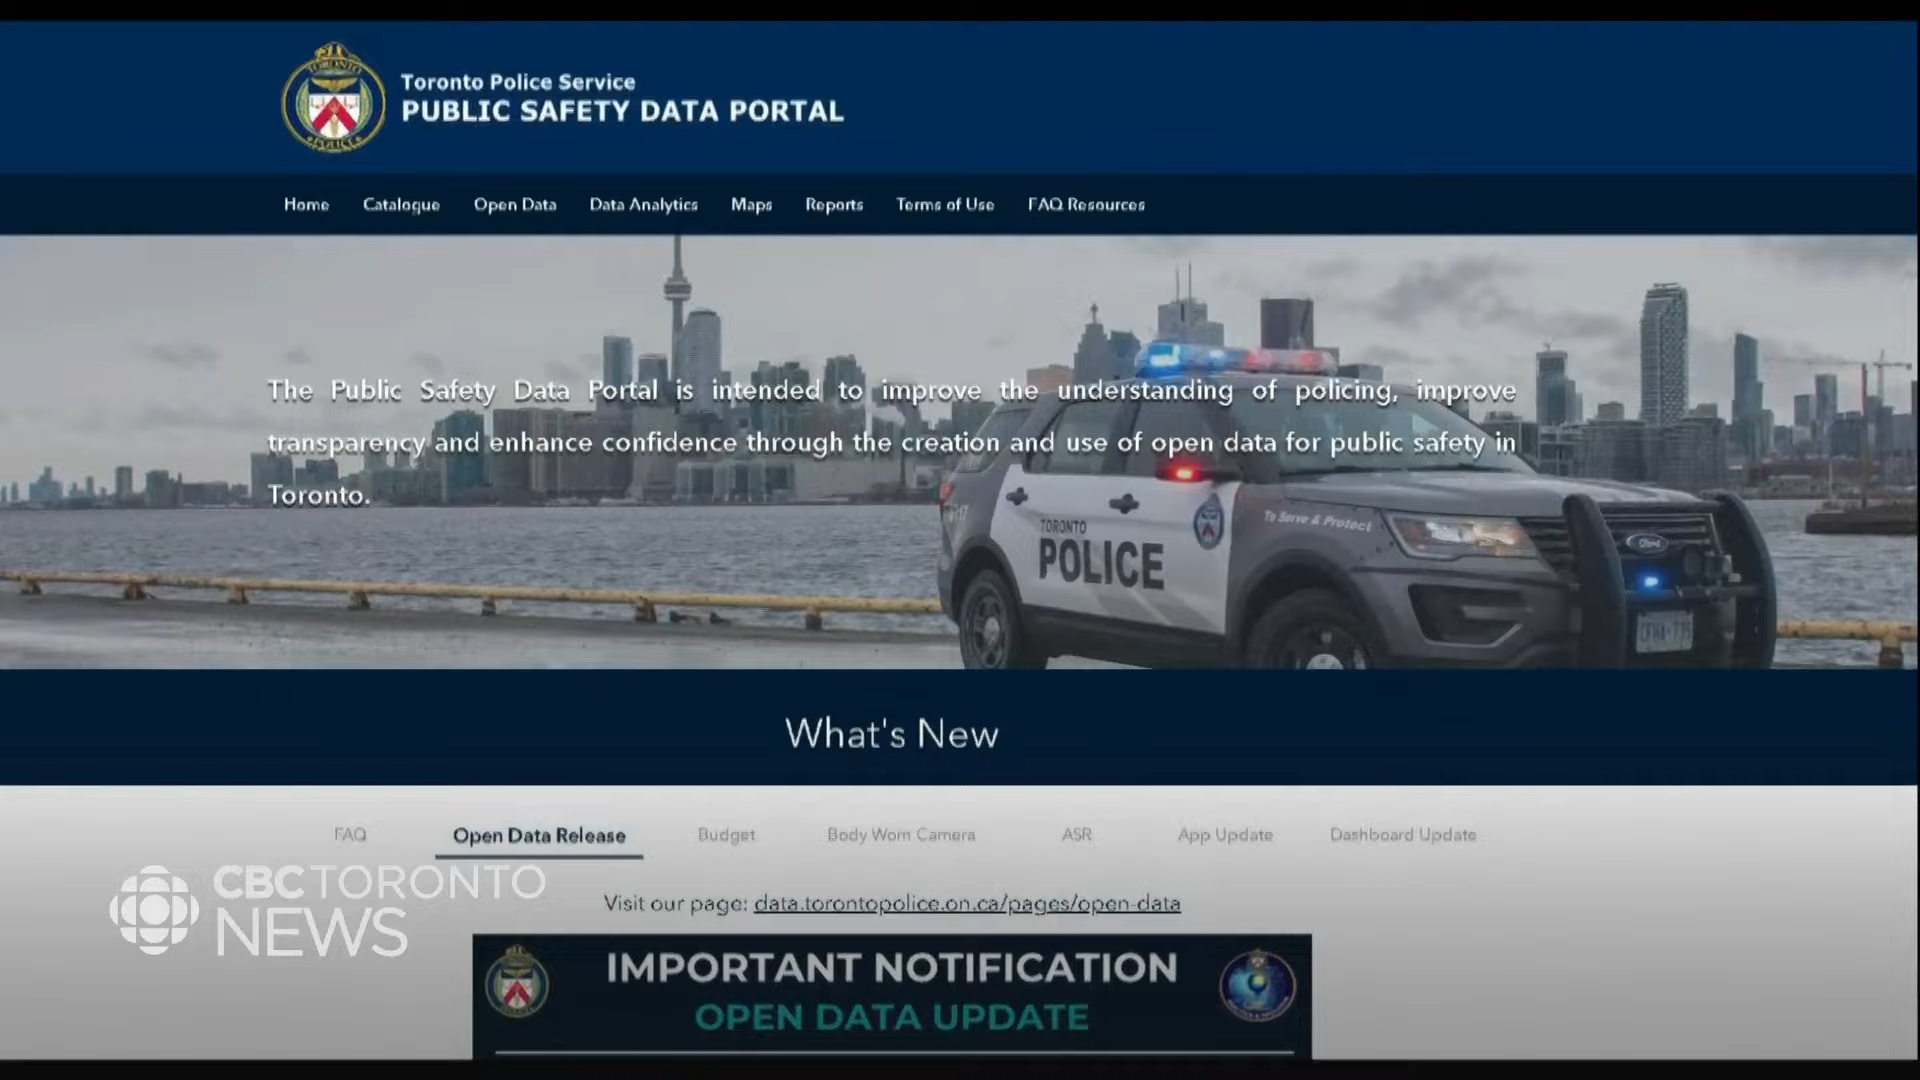 TORONTO
POLICE
Toronto Police Service
PUBLIC SAFETY DATA PORTAL
Home Catalogue Open Data Data Analytics Maps Reports Terms of Use FAQ Resources
The Public Safety Data Portal is intended to improve the understanding of policing, improve
transparency and enhance confidence through the creation and use of open data for public safety in
Toronto.
To Serve & Protect
TORONTO
POLICE
Ford
What's New
FAQ Open Data Release Budget Body Worn Camera ASR App Update Dashboard Update
Visit our page: data.torontopolice.on.ca/pages/open-data
CBC TORONTO
NEWS
IMPORTANT NOTIFICATION
OPEN DATA UPDATE